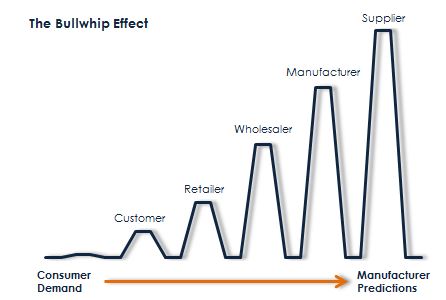 The Bullwhip Effect
Supplier
Manufacturer
Wholesaler
Retailer
Customer
Consumer
Demand
Manufacturer
Predictions